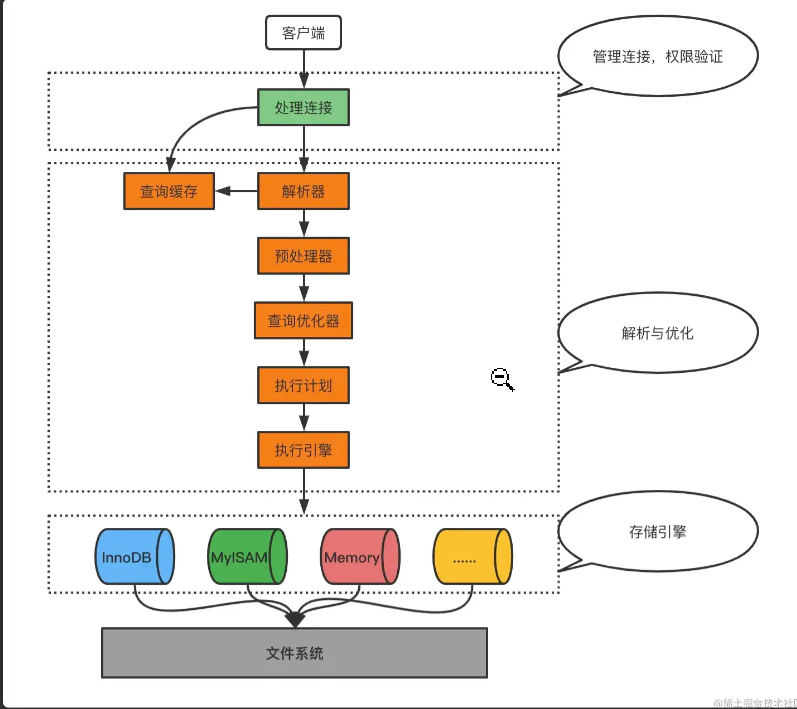 客户端
管理连接，权限验证
处理连接
查询缓存
解析器
预处理器
查询优化器
解析与优化
执行计划
执行引擎
存储引擎
InnoDB
MyISAM
Memory
......
文件系统
@稀土掘金技术社区